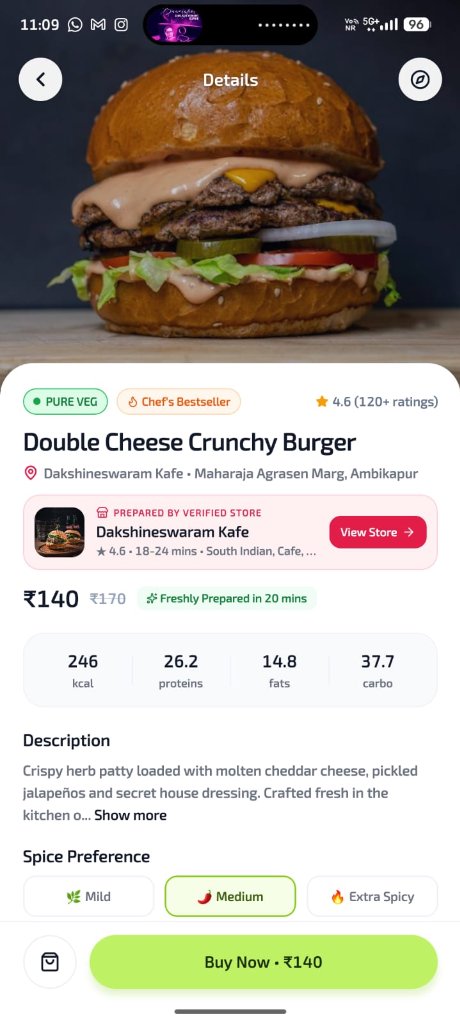 11:09
5G+
96
Details
PURE VEG
Chef's Bestseller
4.6 (120+ ratings)
Double Cheese Crunchy Burger
Dakshineswaram Kafe • Maharaja Agrasen Marg, Ambikapur
PREPARED BY VERIFIED STORE
Dakshineswaram Kafe
★ 4.6 • 18-24 mins • South Indian, Cafe, ...
View Store →
₹140 ₹170 Freshly Prepared in 20 mins
246 26.2 14.8 37.7
kcal proteins fats carbo
Description
Crispy herb patty loaded with molten cheddar cheese, pickled
jalapeños and secret house dressing. Crafted fresh in the
kitchen o... Show more
Spice Preference
🌿 Mild 🌶️ Medium 🔥 Extra Spicy
Buy Now • ₹140